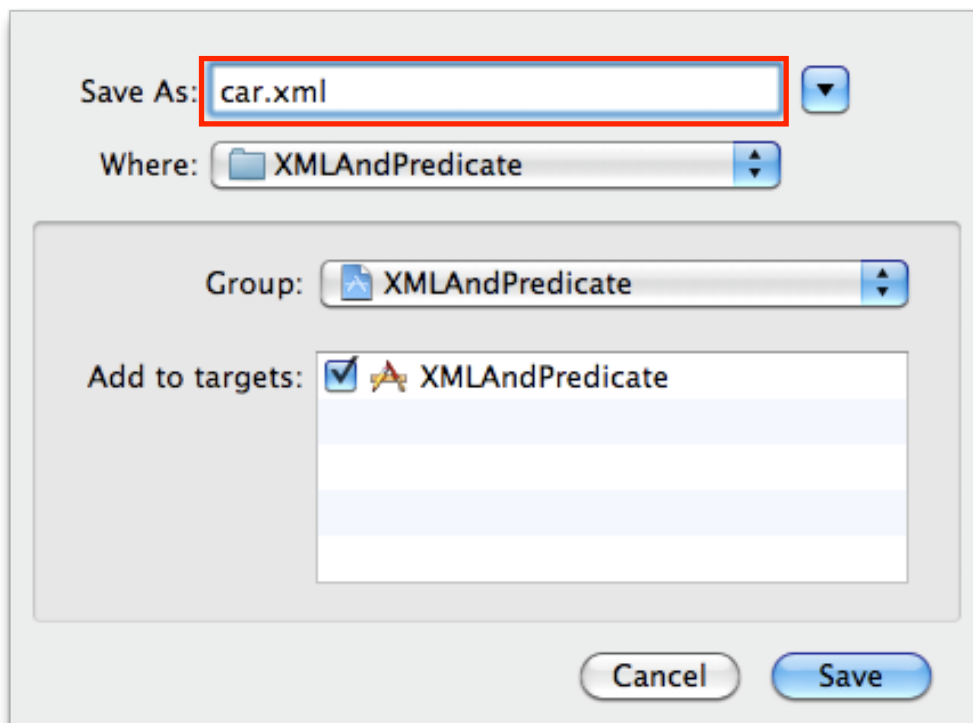 Save As: car.xml
Where: XMLAndPredicate
Group: XMLAndPredicate
Add to targets: XMLAndPredicate
Cancel Save